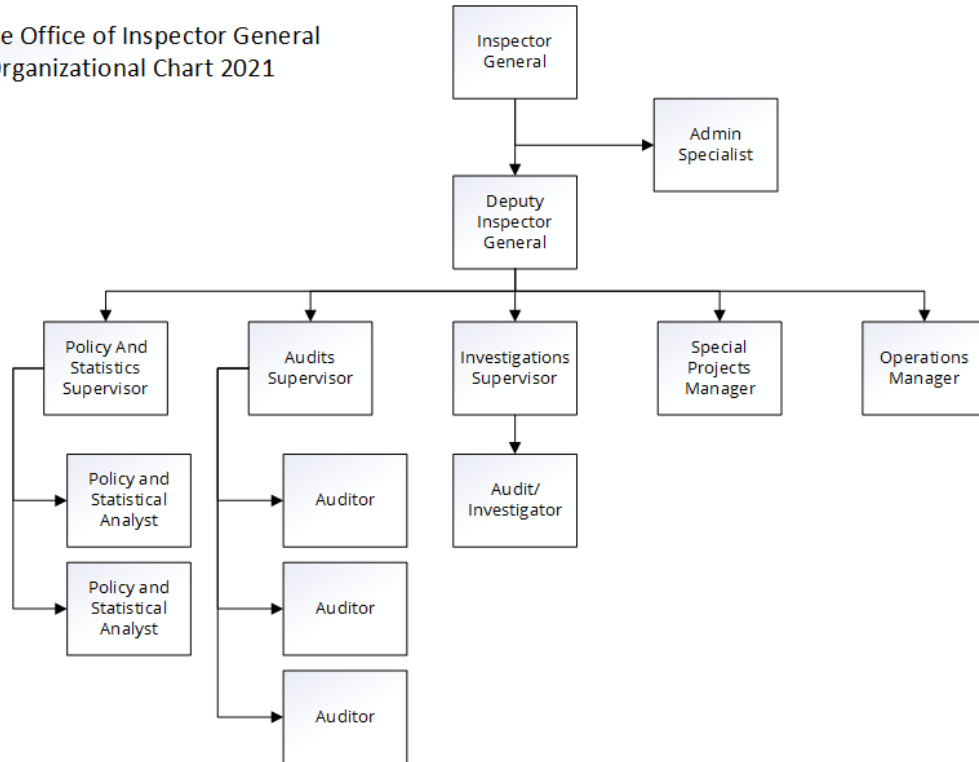 e Office of Inspector General
rganizational Chart 2021
Inspector
General
Admin
Specialist
Deputy
Inspector
General
Policy And
Statistics
Supervisor
Audits
Supervisor
Investigations
Supervisor
Special
Projects
Manager
Operations
Manager
Policy and
Statistical
Analyst
Auditor
Audit/
Investigator
Policy and
Statistical
Analyst
Auditor
Auditor